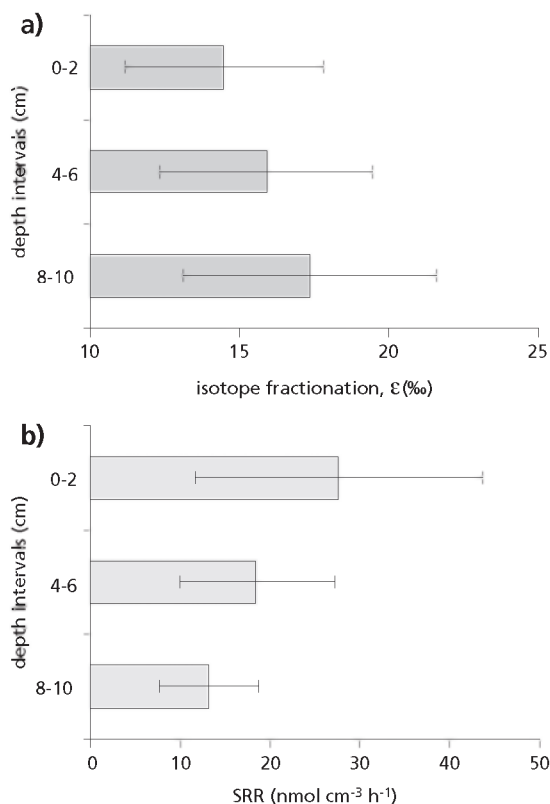 a)
depth intervals (cm)
0-2
4-6
8-10
10 15 20 25
isotope fractionation, ε(‰)
b)
depth intervals (cm)
0-2
4-6
8-10
0 10 20 30 40 50
SRR (nmol cm⁻³ h⁻¹)